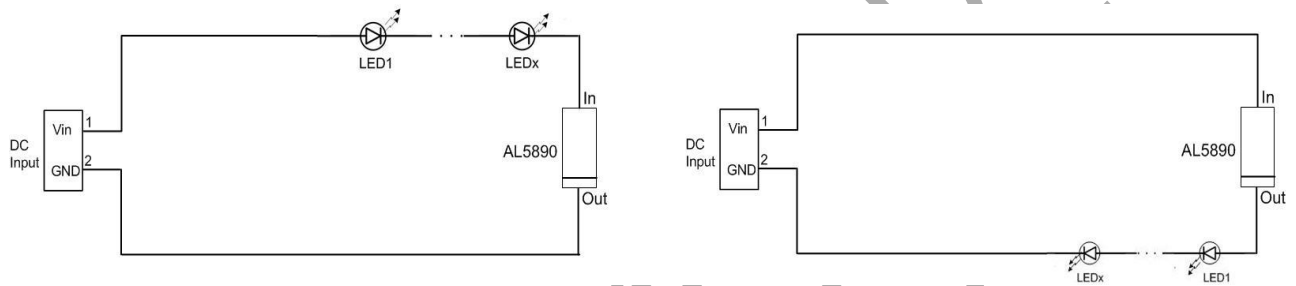 LED1
LEDx
In
1
DC
Input
Vin
GND
2
AL5890
Out
In
1
DC
Input
Vin
GND
2
AL5890
Out
LEDx
LED1